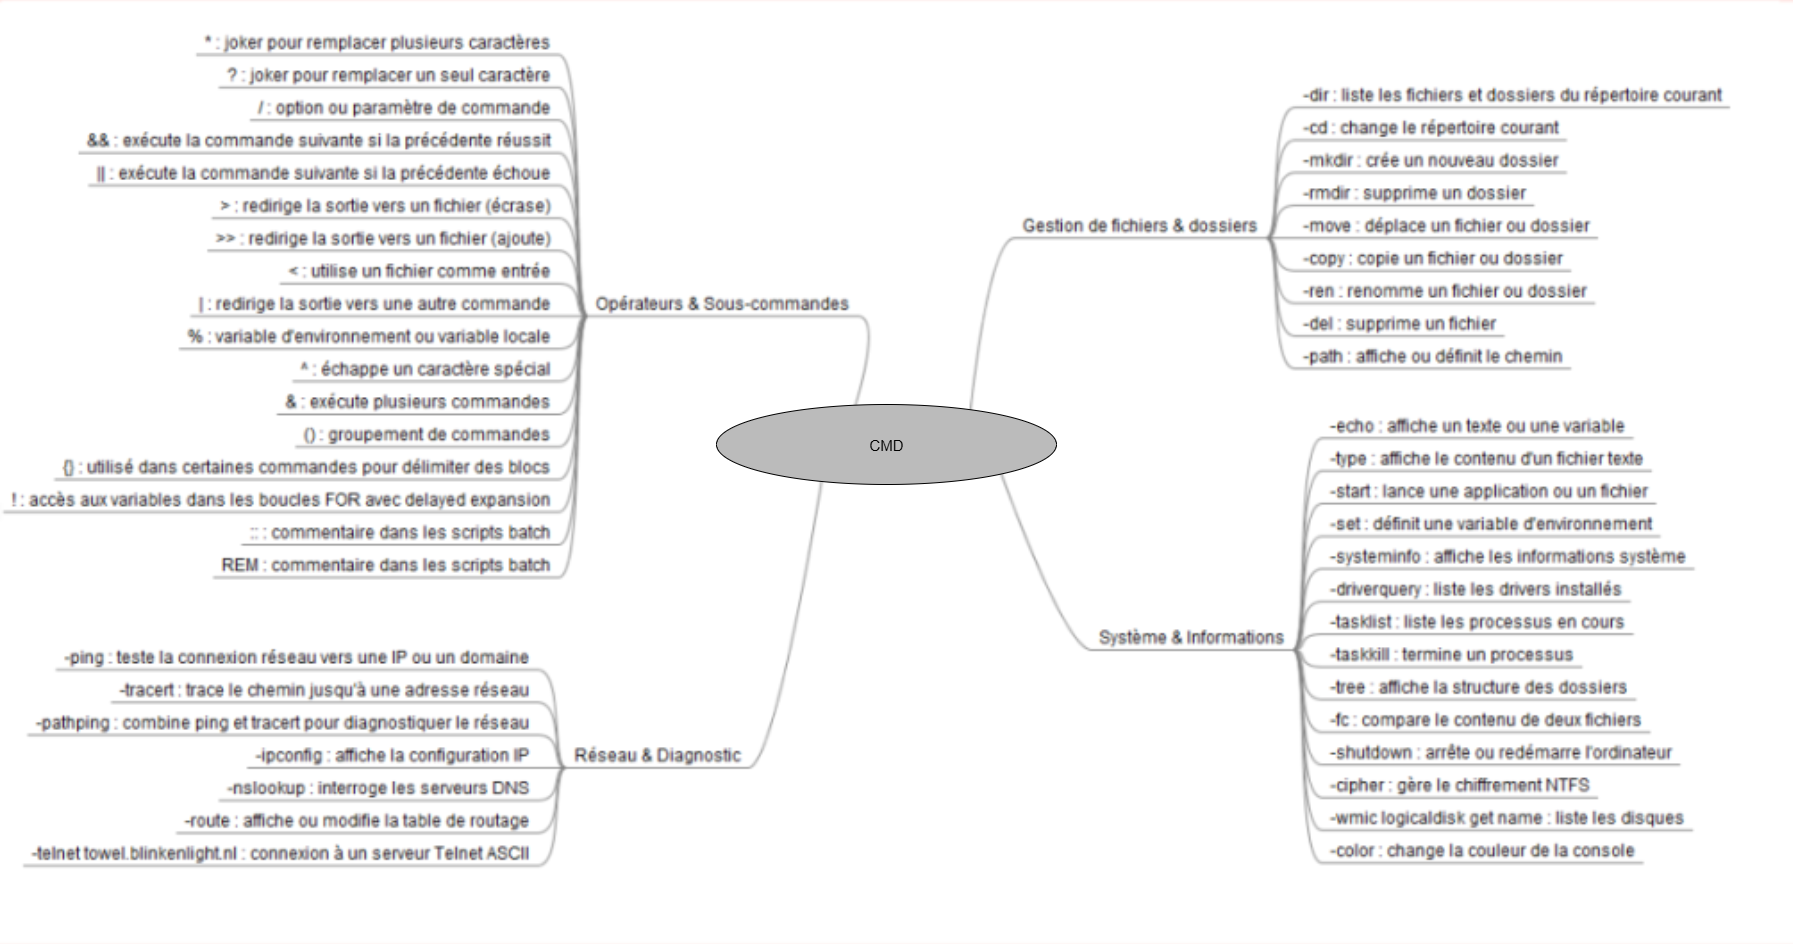 * : joker pour remplacer plusieurs caractères
? : joker pour remplacer un seul caractère
/ : option ou paramètre de commande
&& : exécute la commande suivante si la précédente réussit
|| : exécute la commande suivante si la précédente échoue
> : redirige la sortie vers un fichier (écrase)
>> : redirige la sortie vers un fichier (ajoute)
< : utilise un fichier comme entrée
| : redirige la sortie vers une autre commande
% : variable d'environnement ou variable locale
^ : échappe un caractère spécial
& : exécute plusieurs commandes
() : groupement de commandes
{} : utilisé dans certaines commandes pour délimiter des blocs
! : accès aux variables dans les boucles FOR avec delayed expansion
:: : commentaire dans les scripts batch
REM : commentaire dans les scripts batch
Opérateurs & Sous-commandes
-ping : teste la connexion réseau vers une IP ou un domaine
-tracert : trace le chemin jusqu'à une adresse réseau
-pathping : combine ping et tracert pour diagnostiquer le réseau
-ipconfig : affiche la configuration IP
-nslookup : interroge les serveurs DNS
-route : affiche ou modifie la table de routage
-telnet towel.blinkenlight.nl : connexion à un serveur Telnet ASCII
Réseau & Diagnostic
CMD
Gestion de fichiers & dossiers
-dir : liste les fichiers et dossiers du répertoire courant
-cd : change le répertoire courant
-mkdir : crée un nouveau dossier
-rmdir : supprime un dossier
-move : déplace un fichier ou dossier
-copy : copie un fichier ou dossier
-ren : renomme un fichier ou dossier
-del : supprime un fichier
-path : affiche ou définit le chemin
Système & Informations
-echo : affiche un texte ou une variable
-type : affiche le contenu d'un fichier texte
-start : lance une application ou un fichier
-set : définit une variable d'environnement
-systeminfo : affiche les informations système
-driverquery : liste les drivers installés
-tasklist : liste les processus en cours
-taskkill : termine un processus
-tree : affiche la structure des dossiers
-fc : compare le contenu de deux fichiers
-shutdown : arrête ou redémarre l'ordinateur
-cipher : gère le chiffrement NTFS
-wmic logicaldisk get name : liste les disques
-color : change la couleur de la console